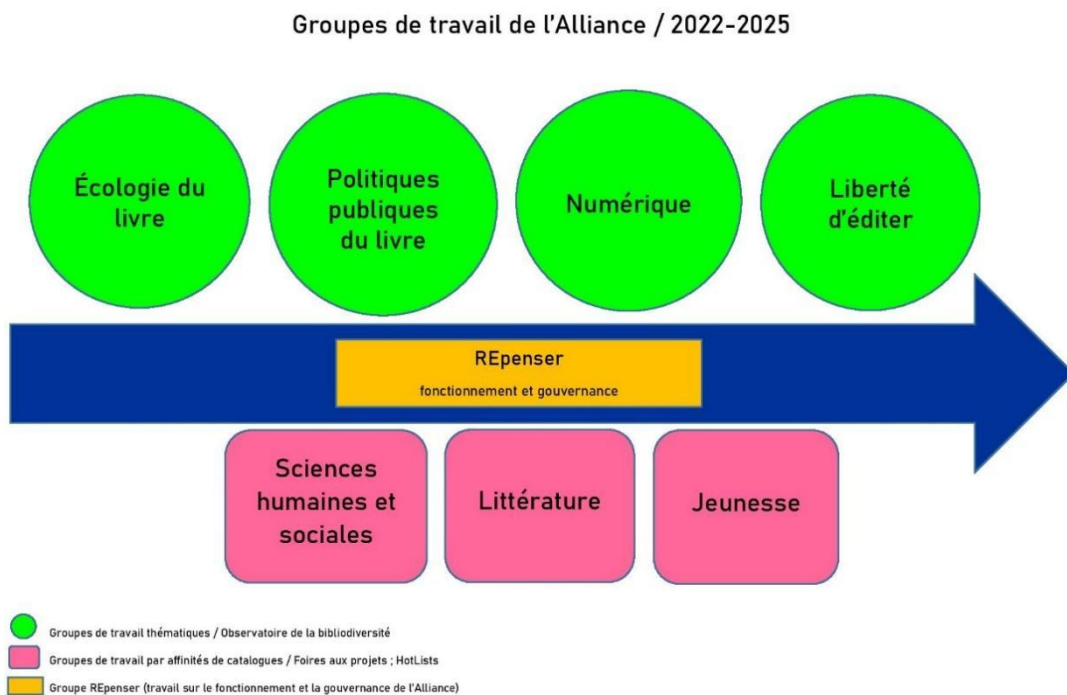 Groupes de travail de l'Alliance / 2022-2025
Écologie du
livre
Politiques
publiques
du livre
Numérique
Liberté
d'éditer
REpenser
fonctionnement et gouvernance
Sciences
humaines et
sociales
Littérature
Jeunesse
Groupes de travail thématiques / Observatoire de la bibliodiversité
Groupes de travail par affinités de catalogues / Foires aux projets ; HotLists
Groupe REpenser (travail sur le fonctionnement et la gouvernance de l'Alliance)